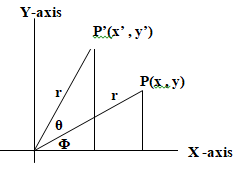 Y-axis
P’(x’ , y’)
P(x , y)
r
r
θ
Φ
X -axis